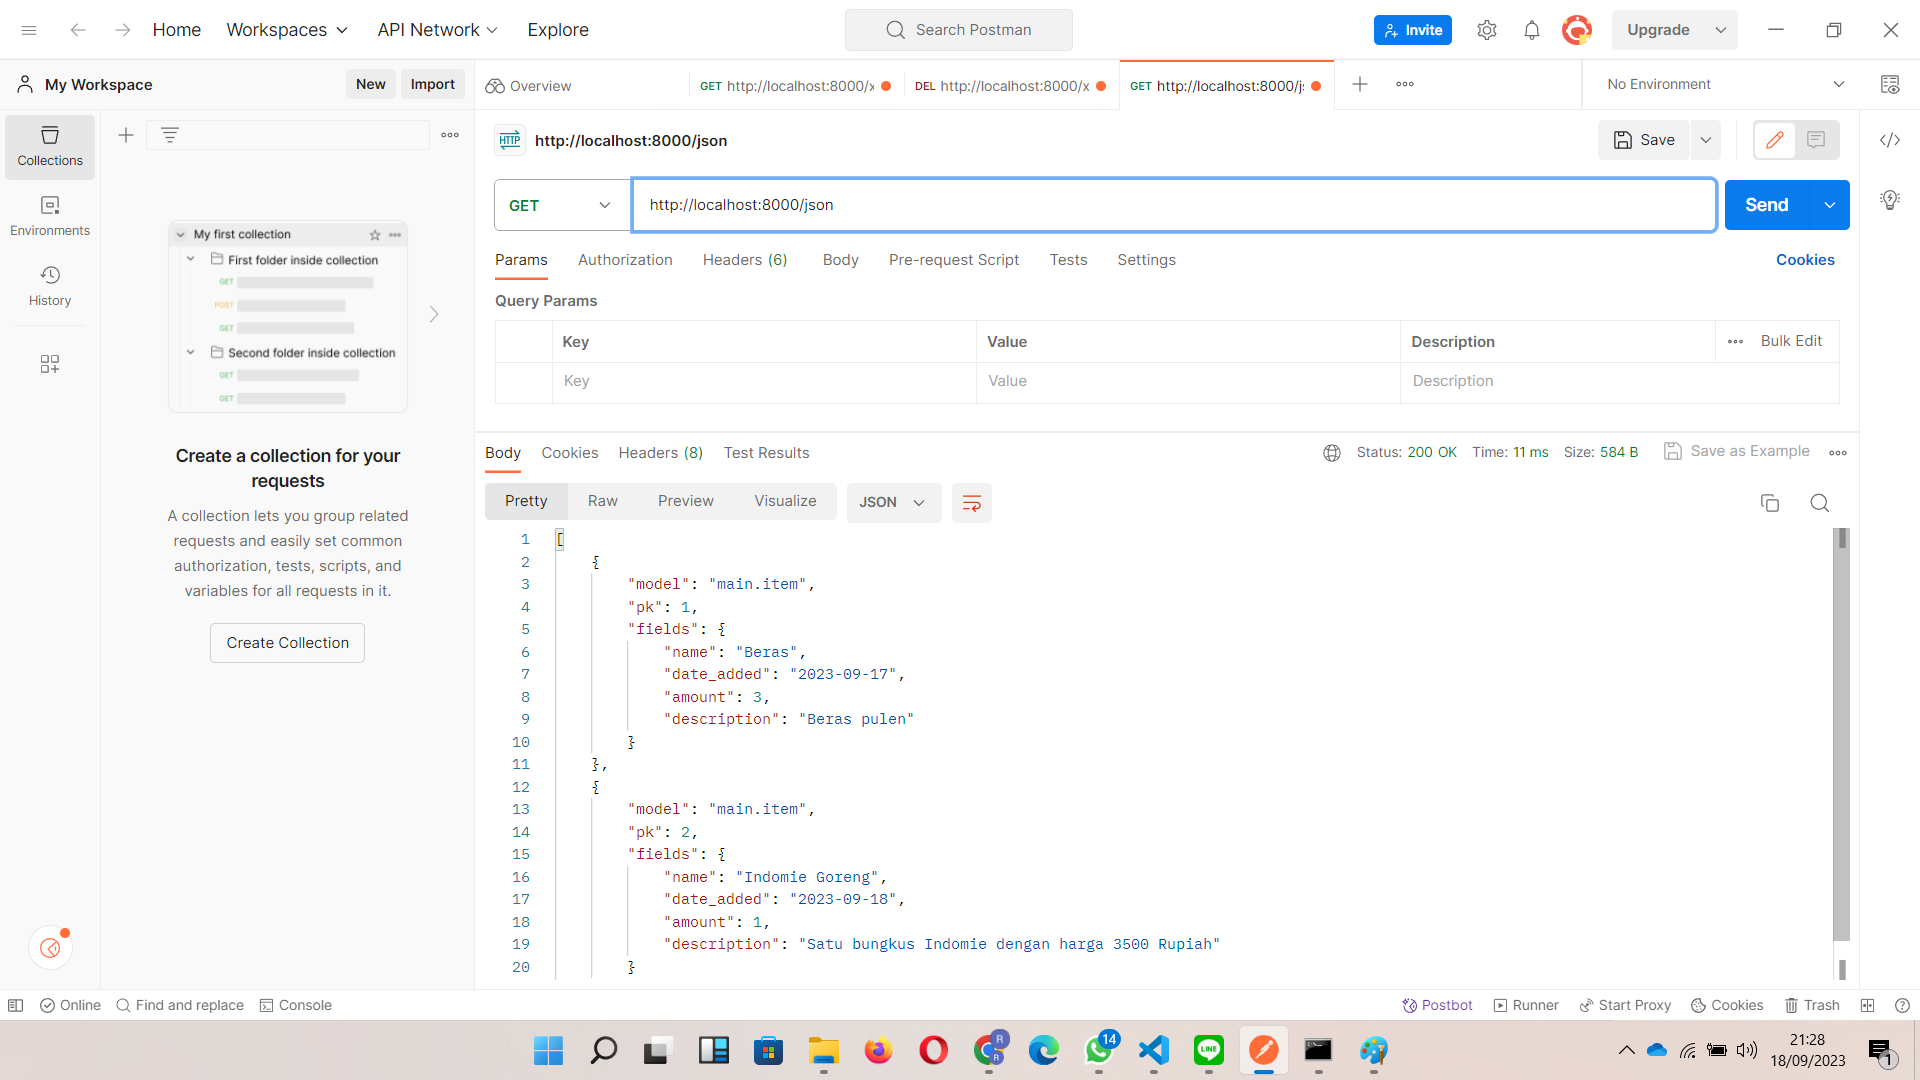 Home
Workspaces
API Network
Explore
Search Postman
Invite
Upgrade
My Workspace
New
Import
Overview
GET http://localhost:8000/x
DEL http://localhost:8000/x
GET http://localhost:8000/j
No Environment
Collections
Environments
History
HTTP
http://localhost:8000/json
Save
GET
http://localhost:8000/json
Send
Params
Authorization
Headers (6)
Body
Pre-request Script
Tests
Settings
Cookies
Query Params
Key
Value
Description
Bulk Edit
Key
Value
Description
My first collection
First folder inside collection
GET
POST
GET
Second folder inside collection
GET
GET
Create a collection for your
requests
A collection lets you group related
requests and easily set common
authorization, tests, scripts, and
variables for all requests in it.
Create Collection
Body
Cookies
Headers (8)
Test Results
Status: 200 OK
Time: 11 ms
Size: 584 B
Save as Example
Pretty
Raw
Preview
Visualize
JSON
1 [
2 {
3 "model": "main.item",
4 "pk": 1,
5 "fields": {
6 "name": "Beras",
7 "date_added": "2023-09-17",
8 "amount": 3,
9 "description": "Beras pulen"
10 }
11 },
12 {
13 "model": "main.item",
14 "pk": 2,
15 "fields": {
16 "name": "Indomie Goreng",
17 "date_added": "2023-09-18",
18 "amount": 1,
19 "description": "Satu bungkus Indomie dengan harga 3500 Rupiah"
20 }
Online
Find and replace
Console
Postbot
Runner
Start Proxy
Cookies
Trash
R
R
14
LINE
21:28
18/09/2023
1